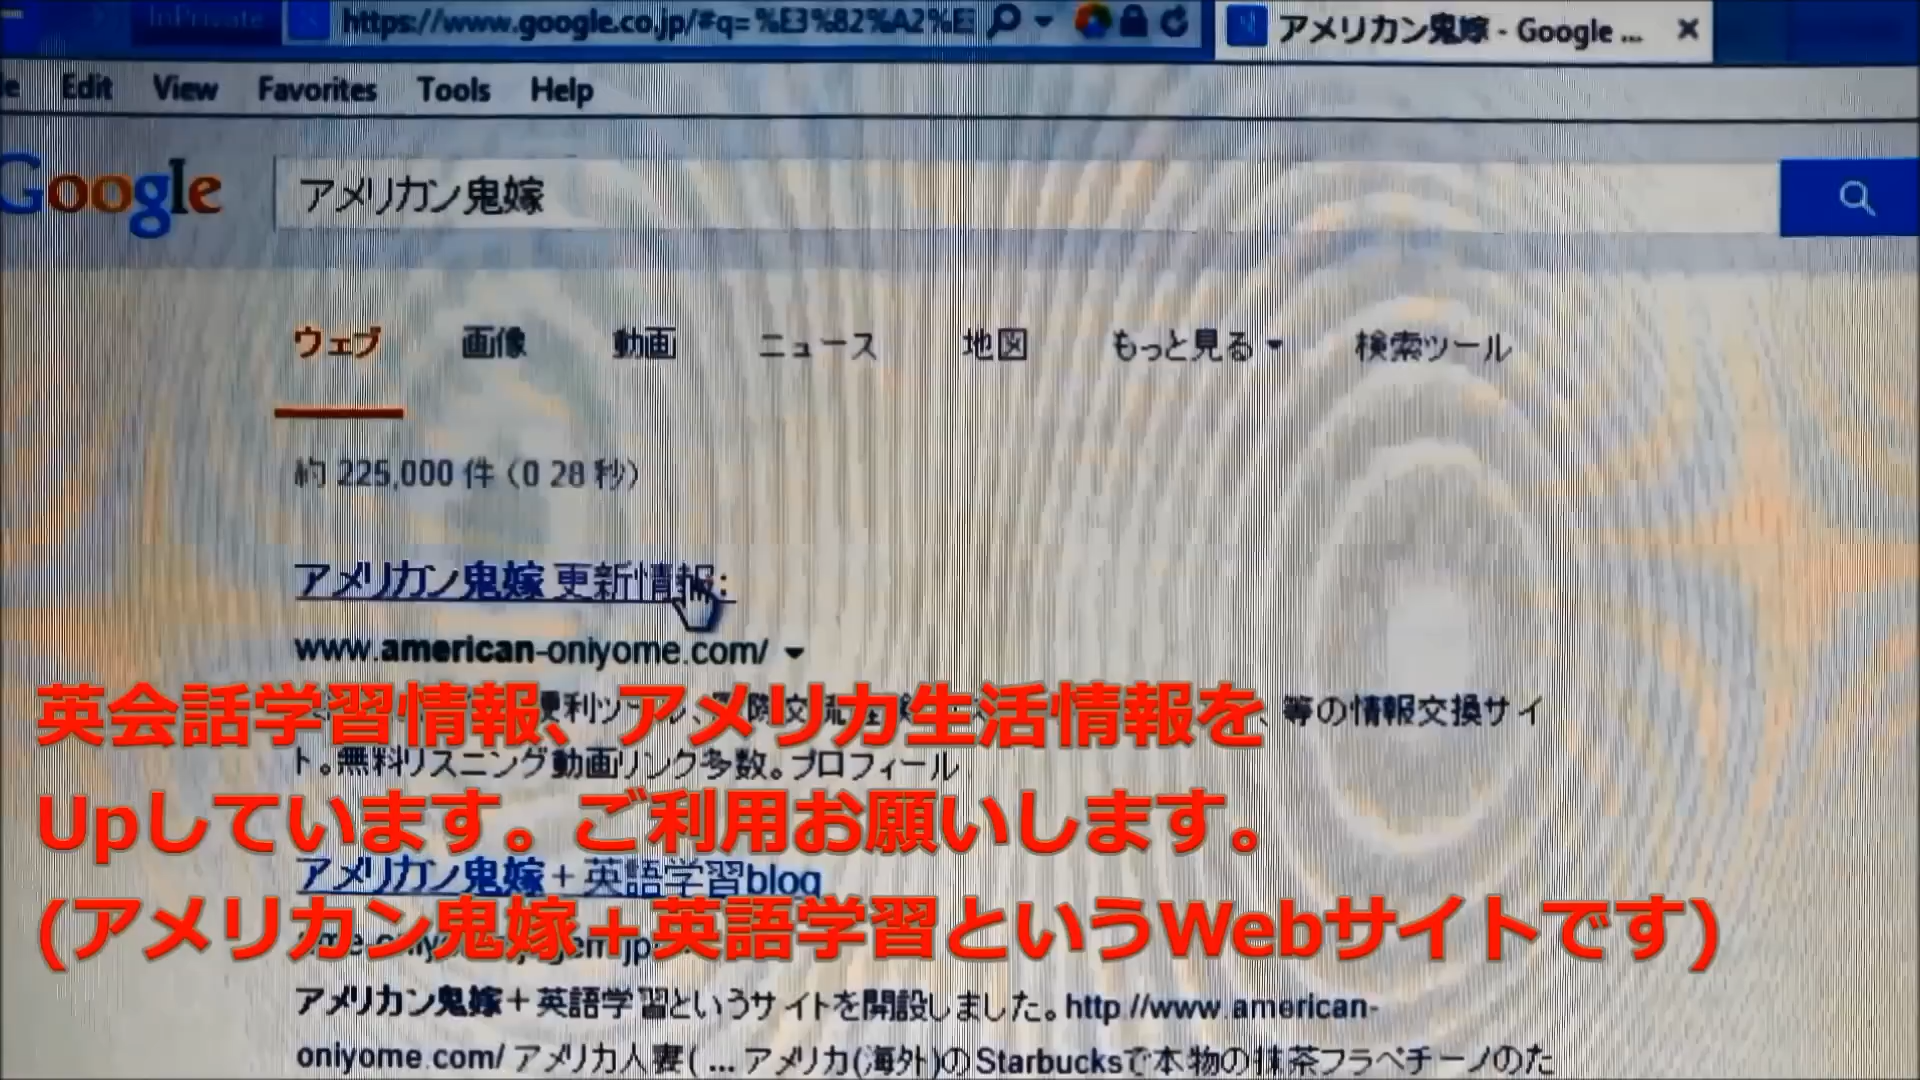 InPrivate https://www.google.co.jp/#q=%E3%82%A2%E アメリカン鬼嫁 - Google ...
Edit View Favorites Tools Help
Google アメリカン鬼嫁
ウェブ 画像 動画 ニュース 地図 もっと見る 検索ツール
約 225,000 件 (0 28 秒)
アメリカン鬼嫁 更新情報:
www.american-oniyome.com/
英会話学習情報、アメリカ生活情報を
等の情報交換サイ
ト。無料リスニング動画リンク多数。プロフィール
Upしています。ご利用お願いします。
アメリカン鬼嫁＋英語学習blog
(アメリカン鬼嫁+英語学習というWebサイトです)
アメリカン鬼嫁＋英語学習というサイトを開設しました。http //www.american-
oniyome.com/ アメリカ人妻( ... アメリカ(海外)のStarbucksで本物の抹茶フラペチーノのた